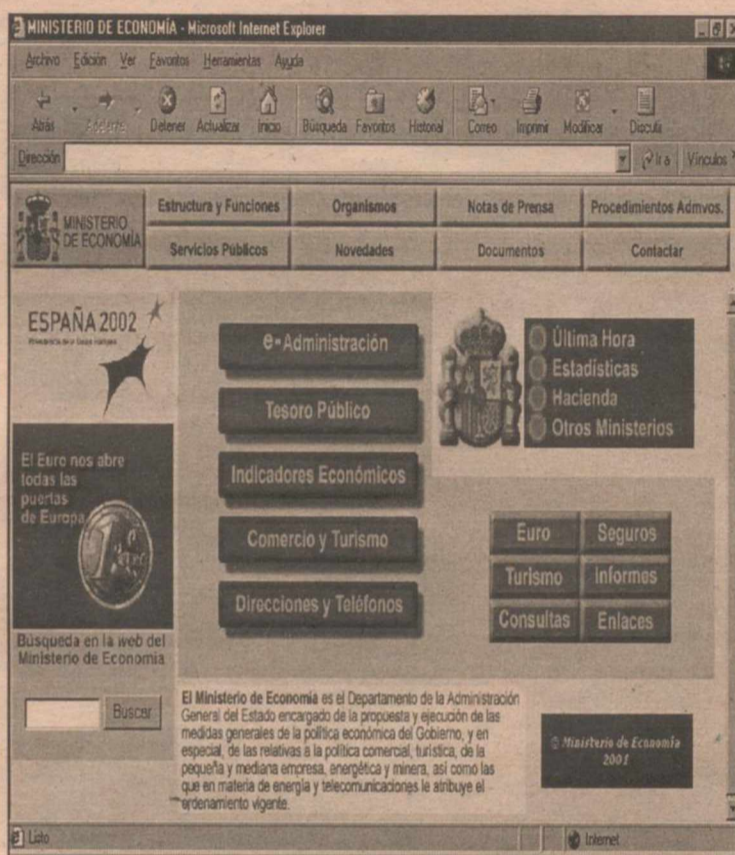 MINISTERIO DE ECONOMÍA - Microsoft Internet Explorer
Archivo Edición Ver Favoritos Herramientas Ayuda
Atrás Adelante Detener Actualizar Inicio Búsqueda Favoritos Historial Correo Imprimir Modificar Discutir
Dirección Ir a Vínculos
MINISTERIO
DE ECONOMÍA
Estructura y Funciones Organismos Notas de Prensa Procedimientos Admvos.
Servicios Públicos Novedades Documentos Contactar
ESPAÑA 2002
El Euro nos abre
todas las
puertas
de Europa
Búsqueda en la web del
Ministerio de Economía
Buscar
e-Administración
Tesoro Público
Indicadores Económicos
Comercio y Turismo
Direcciones y Teléfonos
Última Hora
Estadísticas
Hacienda
Otros Ministerios
Euro Seguros
Turismo Informes
Consultas Enlaces
El Ministerio de Economía es el Departamento de la Administración
General del Estado encargado de la propuesta y ejecución de las
medidas generales de la política económica del Gobierno, y en
especial, de las relativas a la política comercial, turística, de la
pequeña y mediana empresa, energética y minera, así como las
que en materia de energía y telecomunicaciones le atribuye el
ordenamiento vigente.
© Ministerio de Economía
2001
Listo Internet